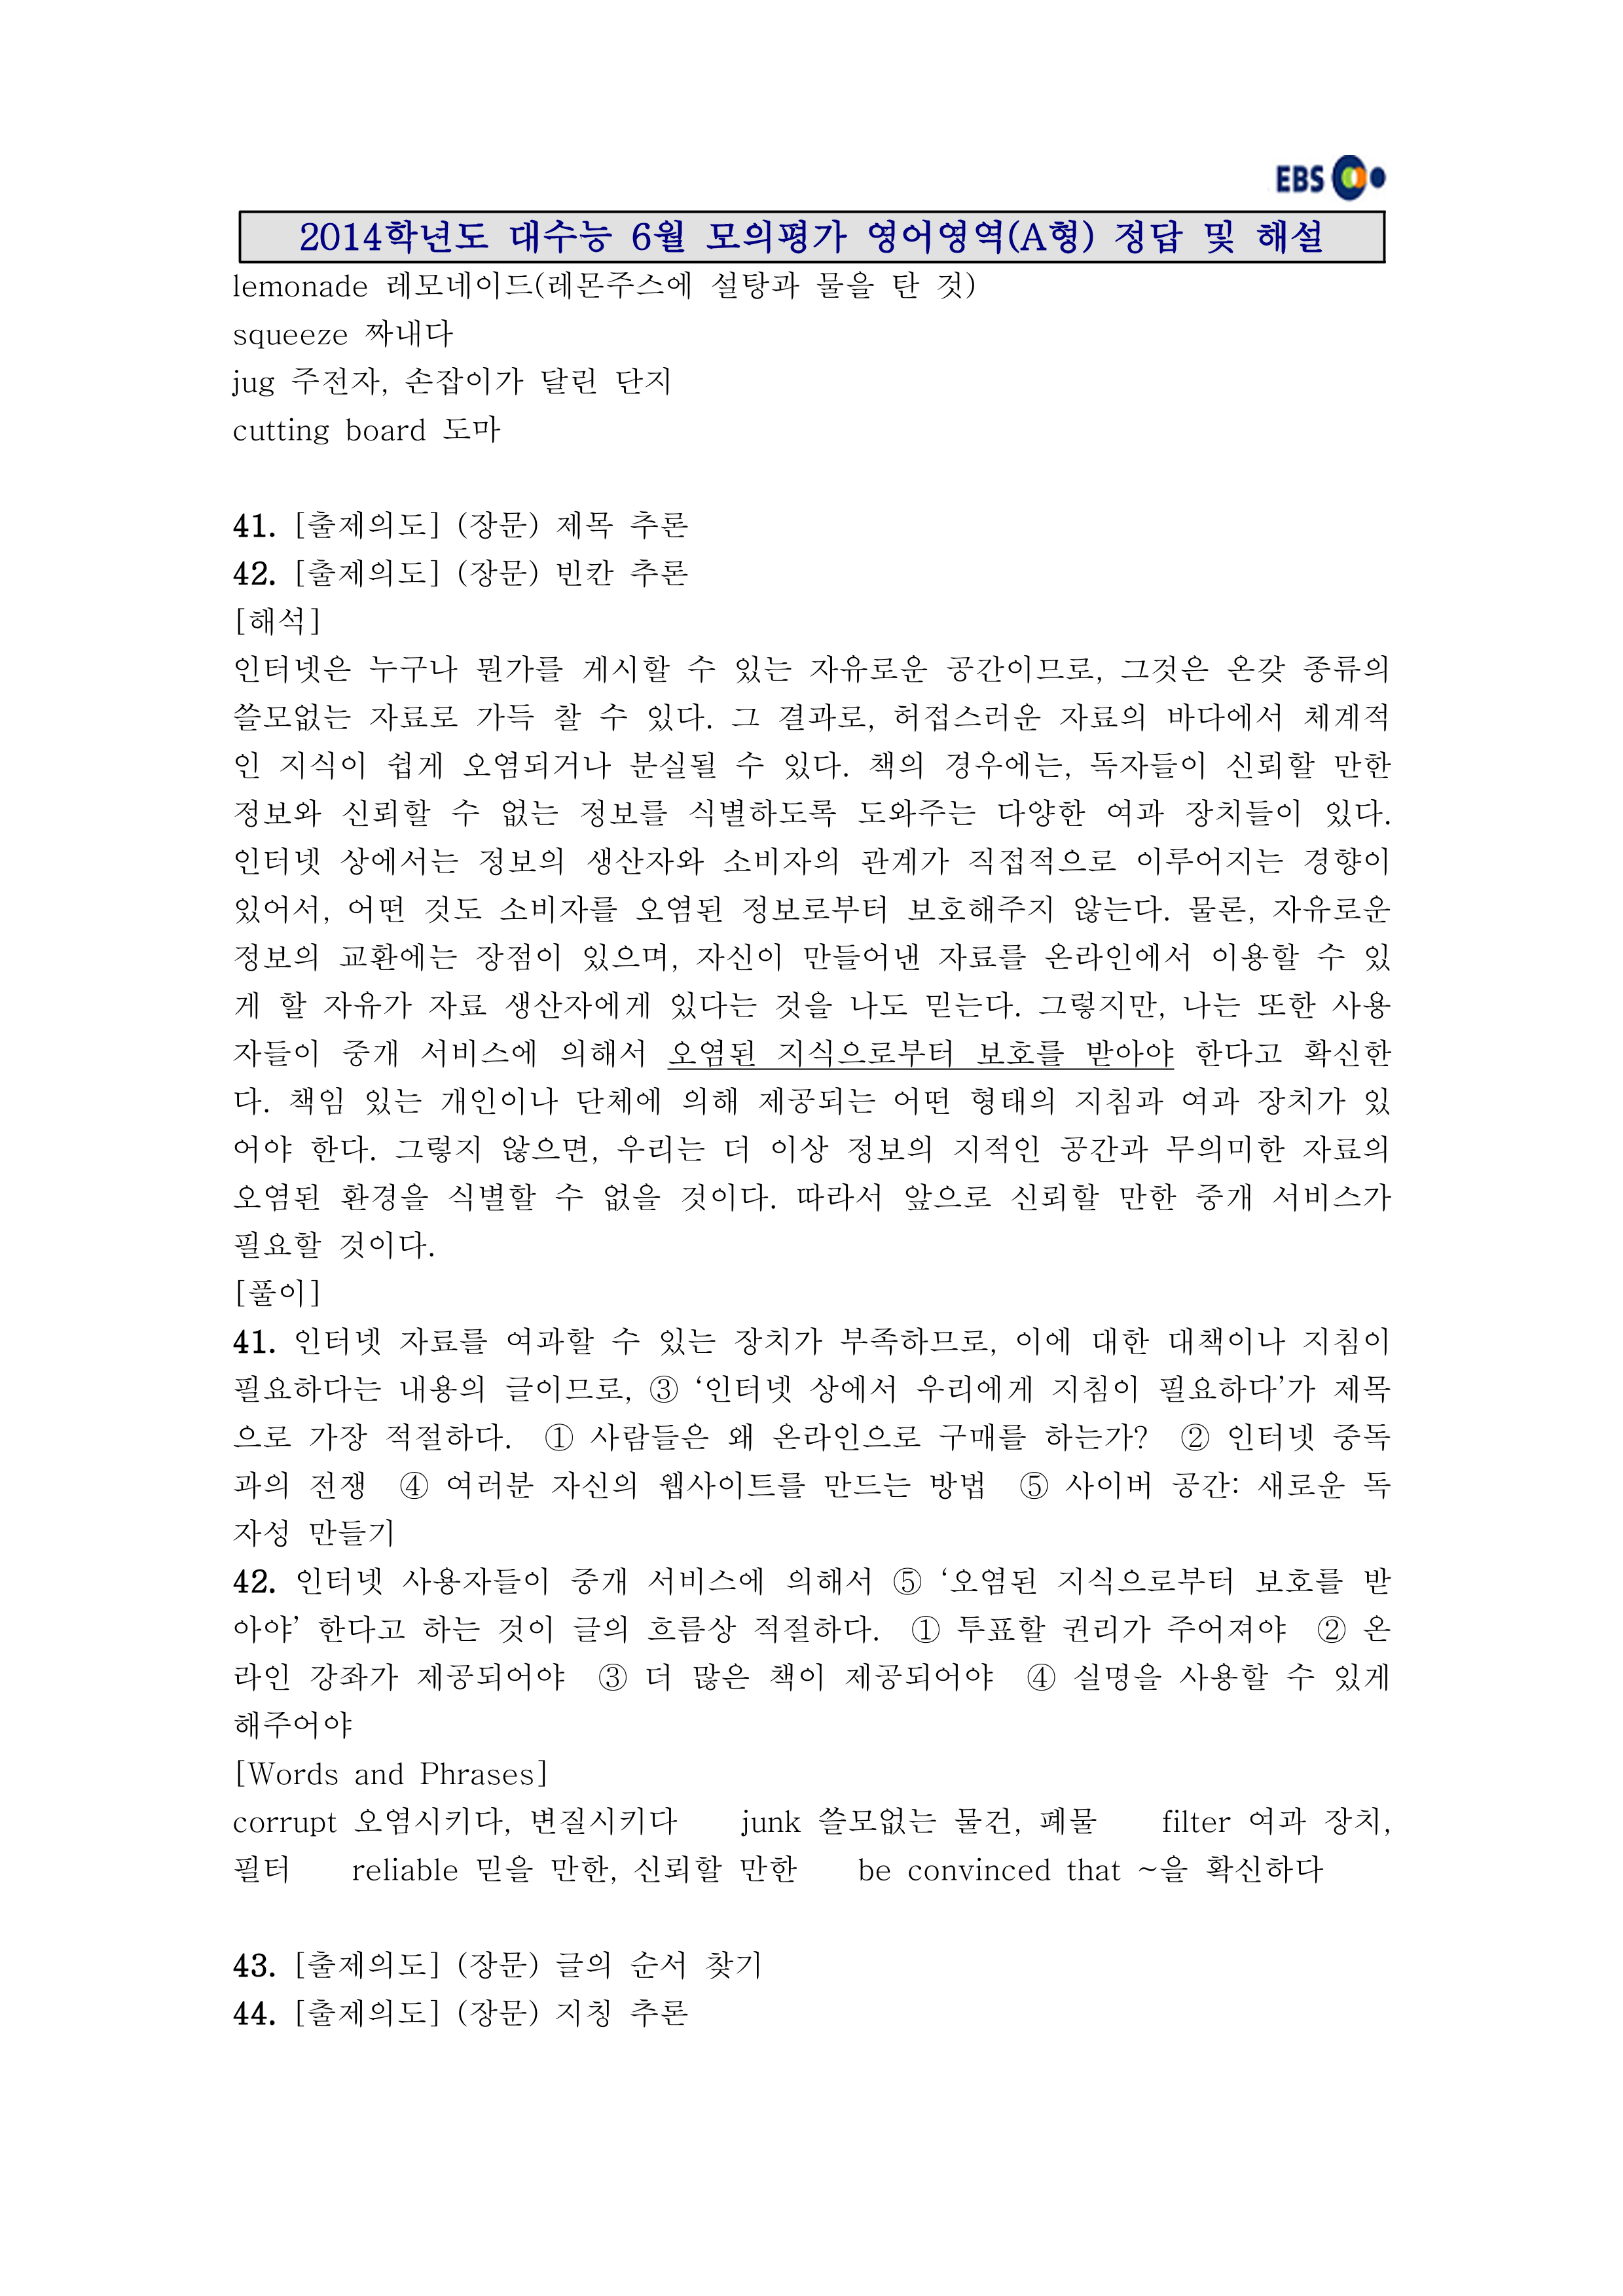 EBS
2014학년도 대수능 6월 모의평가 영어영역(A형) 정답 및 해설
lemonade 레모네이드(레몬주스에 설탕과 물을 탄 것)
squeeze 짜내다
jug 주전자, 손잡이가 달린 단지
cutting board 도마
41. [출제의도] (장문) 제목 추론
42. [출제의도] (장문) 빈칸 추론
[해석]
인터넷은 누구나 뭔가를 게시할 수 있는 자유로운 공간이므로, 그것은 온갖 종류의
쓸모없는 자료로 가득 찰 수 있다. 그 결과로, 허접스러운 자료의 바다에서 체계적
인 지식이 쉽게 오염되거나 분실될 수 있다. 책의 경우에는, 독자들이 신뢰할 만한
정보와 신뢰할 수 없는 정보를 식별하도록 도와주는 다양한 여과 장치들이 있다.
인터넷 상에서는 정보의 생산자와 소비자의 관계가 직접적으로 이루어지는 경향이
있어서, 어떤 것도 소비자를 오염된 정보로부터 보호해주지 않는다. 물론, 자유로운
정보의 교환에는 장점이 있으며, 자신이 만들어낸 자료를 온라인에서 이용할 수 있
게 할 자유가 자료 생산자에게 있다는 것을 나도 믿는다. 그렇지만, 나는 또한 사용
자들이 중개 서비스에 의해서 오염된 지식으로부터 보호를 받아야 한다고 확신한
다. 책임 있는 개인이나 단체에 의해 제공되는 어떤 형태의 지침과 여과 장치가 있
어야 한다. 그렇지 않으면, 우리는 더 이상 정보의 지적인 공간과 무의미한 자료의
오염된 환경을 식별할 수 없을 것이다. 따라서 앞으로 신뢰할 만한 중개 서비스가
필요할 것이다.
[풀이]
41. 인터넷 자료를 여과할 수 있는 장치가 부족하므로, 이에 대한 대책이나 지침이
필요하다는 내용의 글이므로, ③ ‘인터넷 상에서 우리에게 지침이 필요하다’가 제목
으로 가장 적절하다. ① 사람들은 왜 온라인으로 구매를 하는가? ② 인터넷 중독
과의 전쟁 ④ 여러분 자신의 웹사이트를 만드는 방법 ⑤ 사이버 공간: 새로운 독
자성 만들기
42. 인터넷 사용자들이 중개 서비스에 의해서 ⑤ ‘오염된 지식으로부터 보호를 받
아야’ 한다고 하는 것이 글의 흐름상 적절하다. ① 투표할 권리가 주어져야 ② 온
라인 강좌가 제공되어야 ③ 더 많은 책이 제공되어야 ④ 실명을 사용할 수 있게
해주어야
[Words and Phrases]
corrupt 오염시키다, 변질시키다 junk 쓸모없는 물건, 폐물 filter 여과 장치,
필터 reliable 믿을 만한, 신뢰할 만한 be convinced that ~을 확신하다
43. [출제의도] (장문) 글의 순서 찾기
44. [출제의도] (장문) 지칭 추론